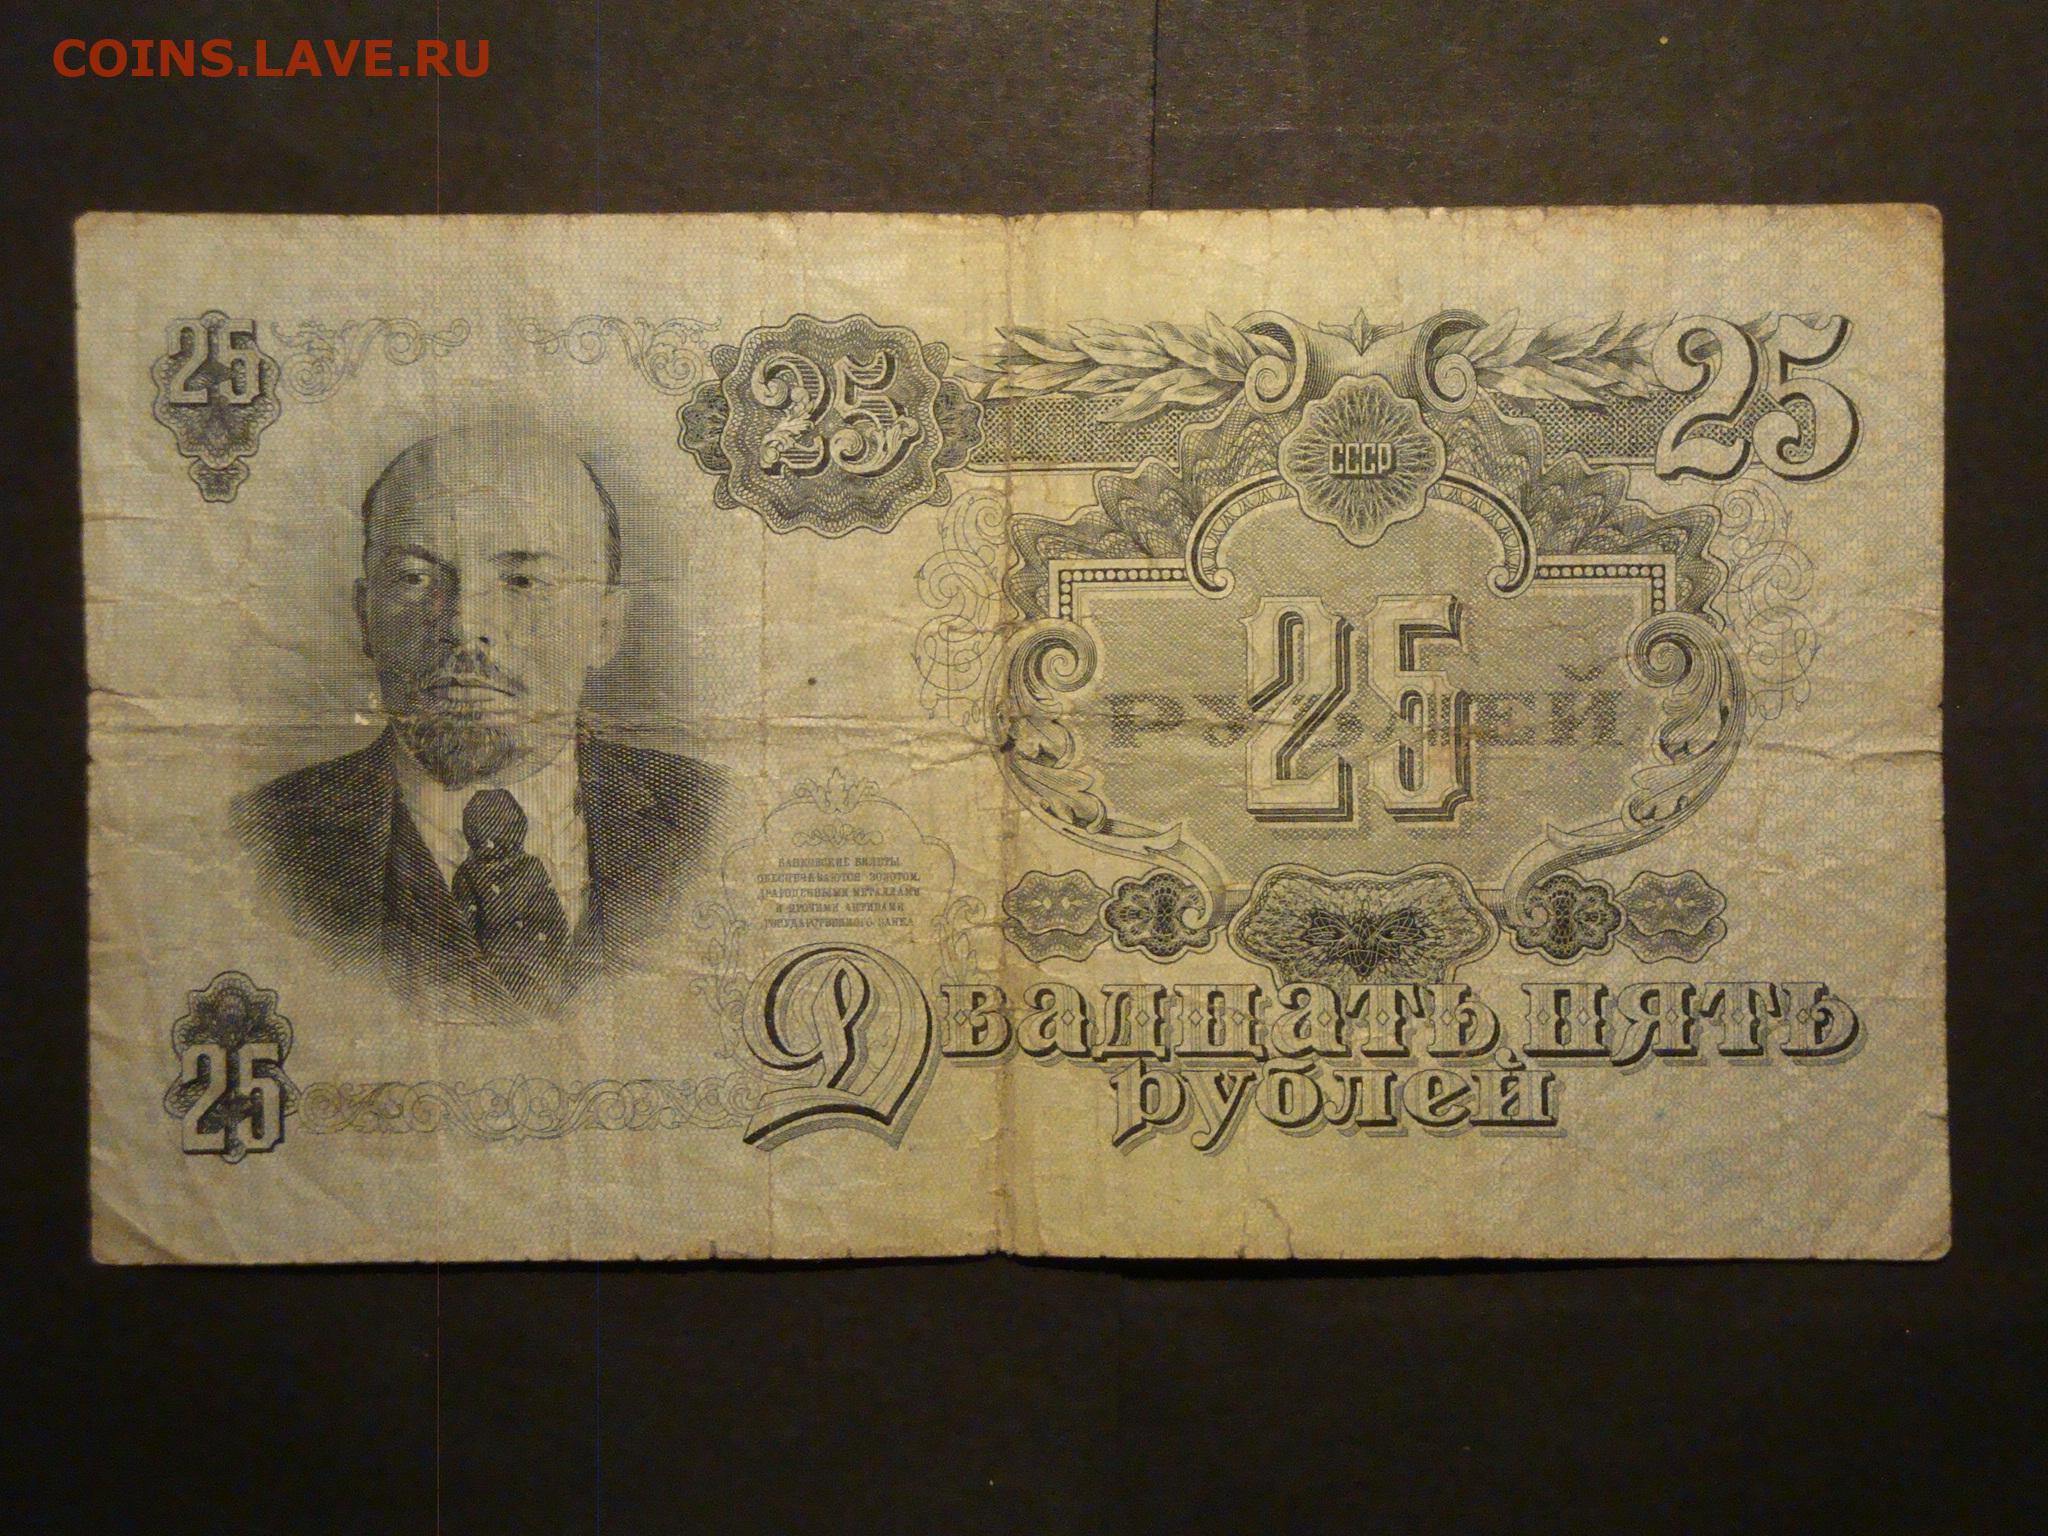 COINS.LAVE.RU
25
25
25
СССР
25
РУБЛЕЙ
БАНКОВСКИЕ БИЛЕТЫ
ОБЕСПЕЧИВАЮТСЯ ЗОЛОТОМ,
ДРАГОЦЕННЫМИ МЕТАЛЛАМИ
И ПРОЧИМИ АКТИВАМИ
ГОСУДАРСТВЕННОГО БАНКА
25
Двадцать пять
рублей